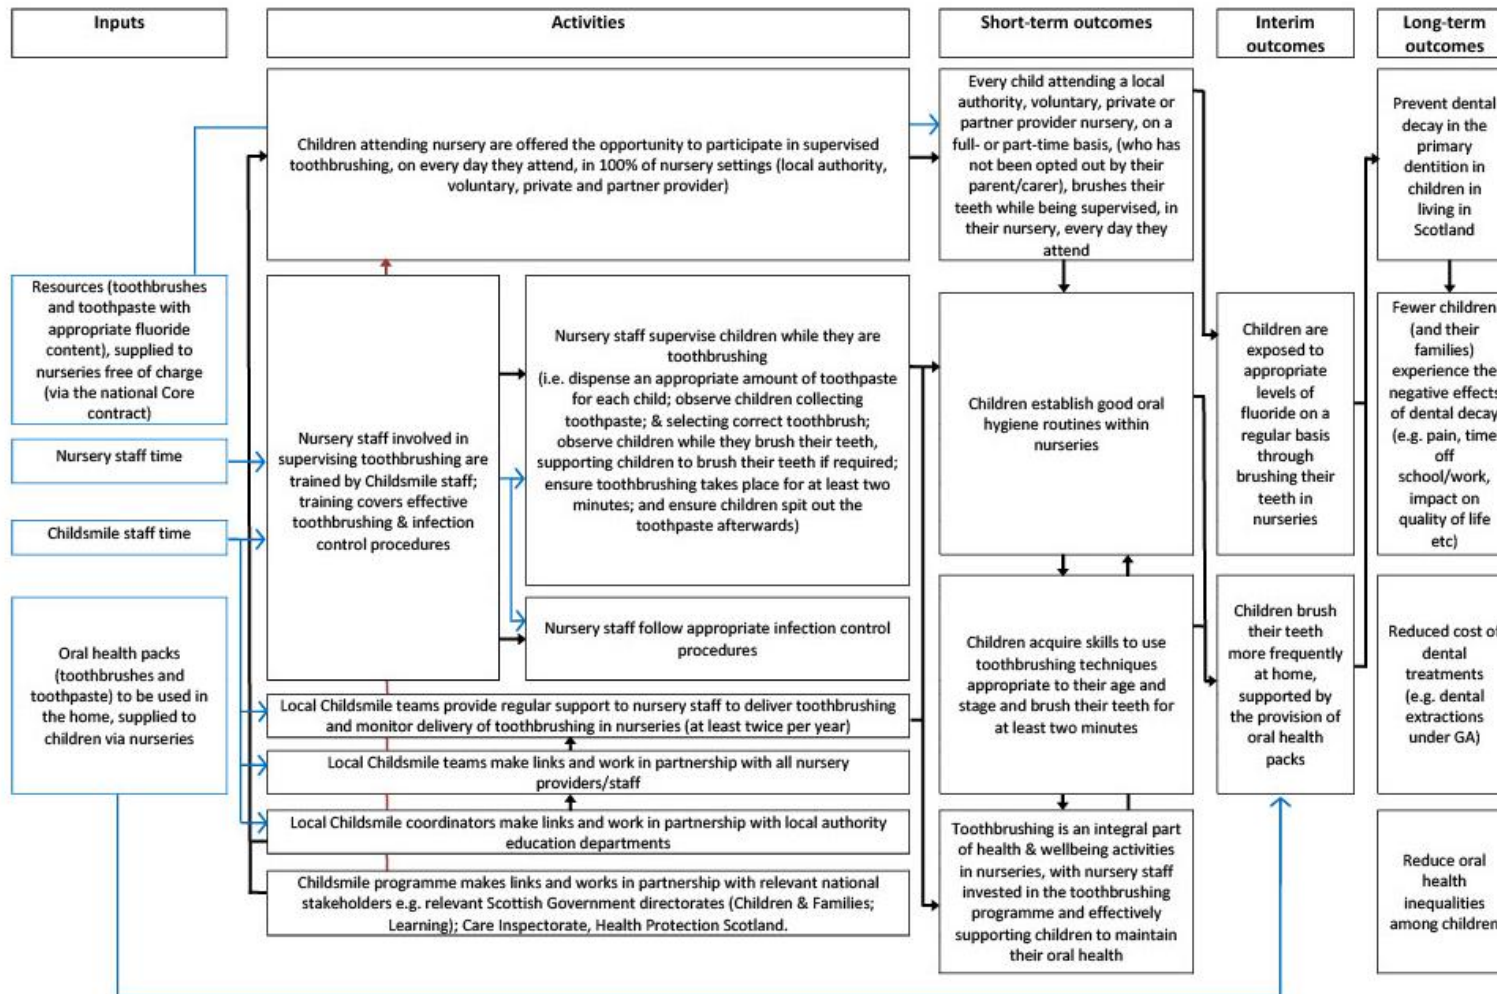 Inputs
Activities
Short-term outcomes
Interim
outcomes
Long-term
outcomes
Resources (toothbrushes
and toothpaste with
appropriate fluoride
content), supplied to
nurseries free of charge
(via the national Core
contract)
Nursery staff time
Childsmile staff time
Oral health packs
(toothbrushes and
toothpaste) to be used in
the home, supplied to
children via nurseries
Children attending nursery are offered the opportunity to participate in supervised
toothbrushing, on every day they attend, in 100% of nursery settings (local authority,
voluntary, private and partner provider)
Nursery staff involved in
supervising toothbrushing are
trained by Childsmile staff;
training covers effective
toothbrushing & infection
control procedures
Nursery staff supervise children while they are
toothbrushing
(i.e. dispense an appropriate amount of toothpaste
for each child; observe children collecting
toothpaste; & selecting correct toothbrush;
observe children while they brush their teeth,
supporting children to brush their teeth if required;
ensure toothbrushing takes place for at least two
minutes; and ensure children spit out the
toothpaste afterwards)
Nursery staff follow appropriate infection control
procedures
Local Childsmile teams provide regular support to nursery staff to deliver toothbrushing
and monitor delivery of toothbrushing in nurseries (at least twice per year)
Local Childsmile teams make links and work in partnership with all nursery
providers/staff
Local Childsmile coordinators make links and work in partnership with local authority
education departments
Childsmile programme makes links and works in partnership with relevant national
stakeholders e.g. relevant Scottish Government directorates (Children & Families;
Learning); Care Inspectorate, Health Protection Scotland.
Every child attending a local
authority, voluntary, private or
partner provider nursery, on a
full- or part-time basis, (who has
not been opted out by their
parent/carer), brushes their
teeth while being supervised, in
their nursery, every day they
attend
Children establish good oral
hygiene routines within
nurseries
Children acquire skills to use
toothbrushing techniques
appropriate to their age and
stage and brush their teeth for
at least two minutes
Toothbrushing is an integral part
of health & wellbeing activities
in nurseries, with nursery staff
invested in the toothbrushing
programme and effectively
supporting children to maintain
their oral health
Children are
exposed to
appropriate
levels of
fluoride on a
regular basis
through
brushing their
teeth in
nurseries
Children brush
their teeth
more frequently
at home,
supported by
the provision of
oral health
packs
Prevent dental
decay in the
primary
dentition in
children in
living in
Scotland
Fewer children
(and their
families)
experience the
negative effects
of dental decay
(e.g. pain, time
off
school/work,
impact on
quality of life
etc)
Reduced cost of
dental
treatments
(e.g. dental
extractions
under GA)
Reduce oral
health
inequalities
among children